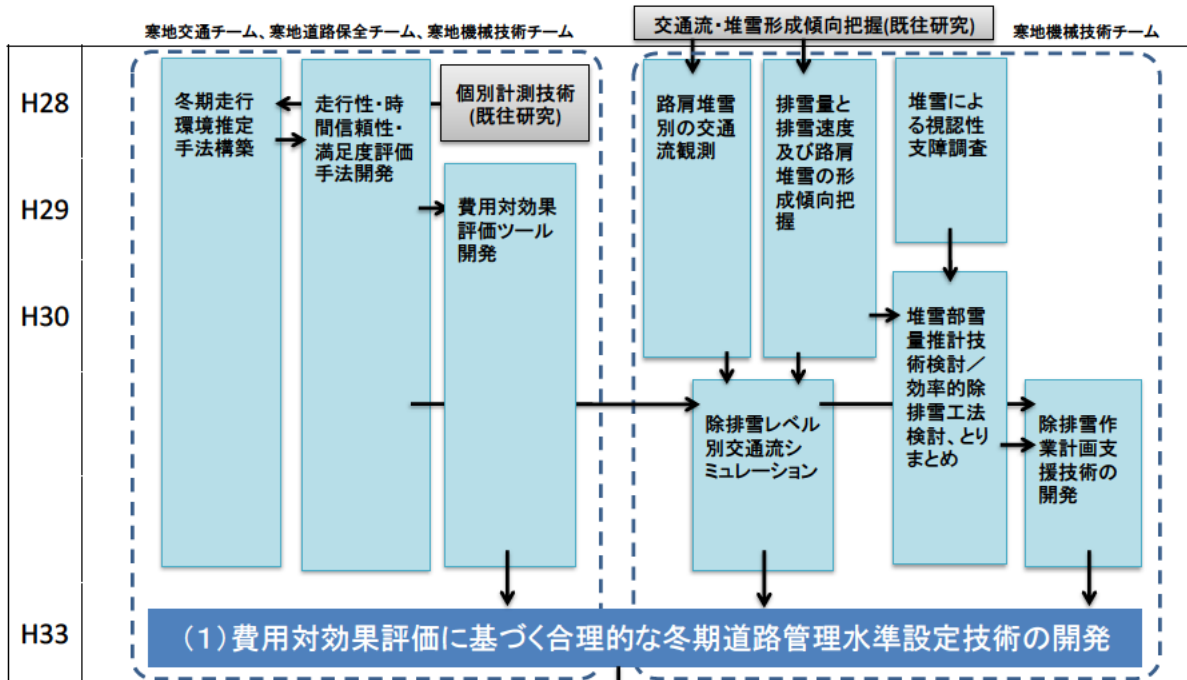 寒地交通チーム、寒地道路保全チーム、寒地機械技術チーム
交通流・堆雪形成傾向把握(既往研究)
寒地機械技術チーム
H28
冬期走行
環境推定
手法構築
走行性・時
間信頼性・
満足度評価
手法開発
個別計測技術
(既往研究)
路肩堆雪
別の交通
流観測
排雪量と
排雪速度
及び路肩
堆雪の形
成傾向把
握
堆雪によ
る視認性
支障調査
H29
費用対効果
評価ツール
開発
H30
堆雪部雪
量推計技
術検討/
効率的除
排雪工法
検討、とり
まとめ
除排雪レベル
別交通流シ
ミュレーション
除排雪作
業計画支
援技術の
開発
H33
(1)費用対効果評価に基づく合理的な冬期道路管理水準設定技術の開発